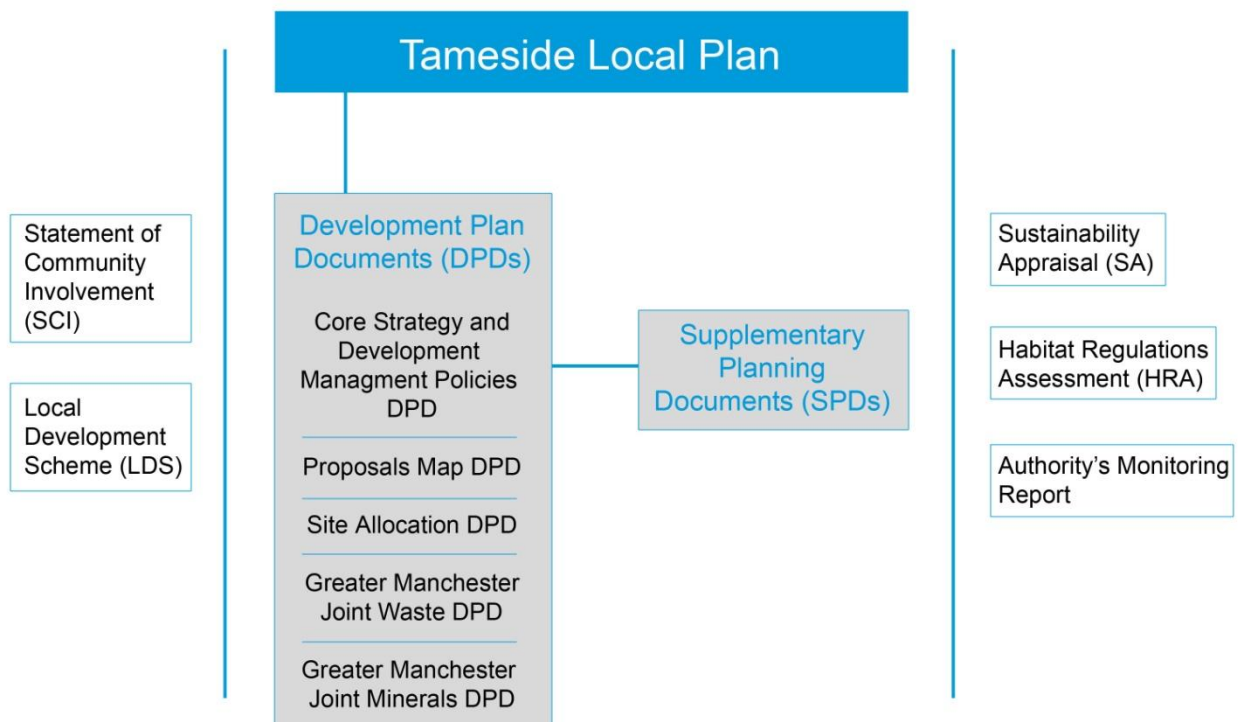 Tameside Local Plan
Statement of
Community
Involvement
(SCI)
Local
Development
Scheme (LDS)
Development Plan
Documents (DPDs)
Core Strategy and
Development
Managment Policies
DPD
Proposals Map DPD
Site Allocation DPD
Greater Manchester
Joint Waste DPD
Greater Manchester
Joint Minerals DPD
Supplementary
Planning
Documents (SPDs)
Sustainability
Appraisal (SA)
Habitat Regulations
Assessment (HRA)
Authority’s Monitoring
Report